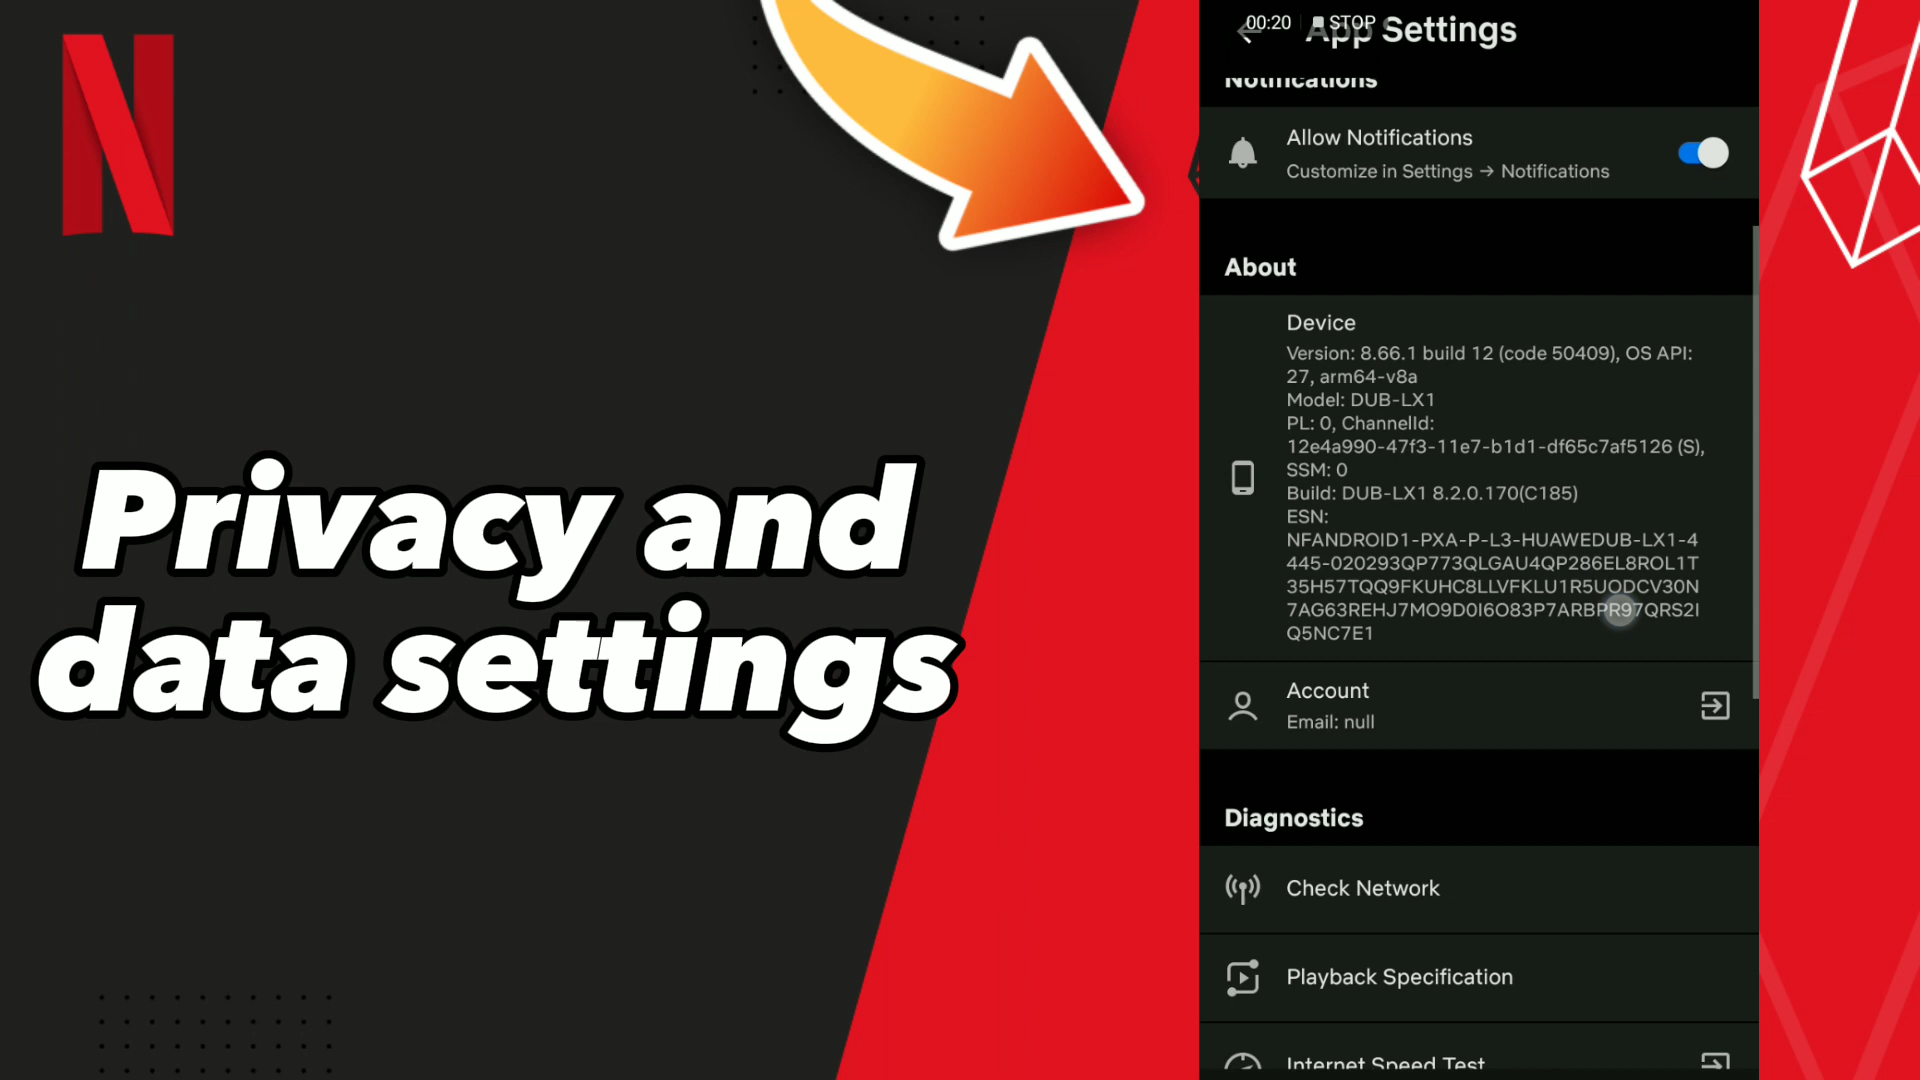 Privacy and
data settings
00:20 STOP
App Settings
Notifications
Allow Notifications
Customize in Settings → Notifications
About
Device
Version: 8.66.1 build 12 (code 50409), OS API:
27, arm64-v8a
Model: DUB-LX1
PL: 0, ChannelId:
12e4a990-47f3-11e7-b1d1-df65c7af5126 (S),
SSM: 0
Build: DUB-LX1 8.2.0.170(C185)
ESN:
NFANDROID1-PXA-P-L3-HUAWEDUB-LX1-4
445-020293QP773QLGAU4QP286EL8ROL1T
35H57TQQ9FKUHC8LLVFKLU1R5UODCV30N
7AG63REHJ7MO9D0I6O83P7ARBPR97QRS2I
Q5NC7E1
Account
Email: null
Diagnostics
Check Network
Playback Specification
Internet Speed Test